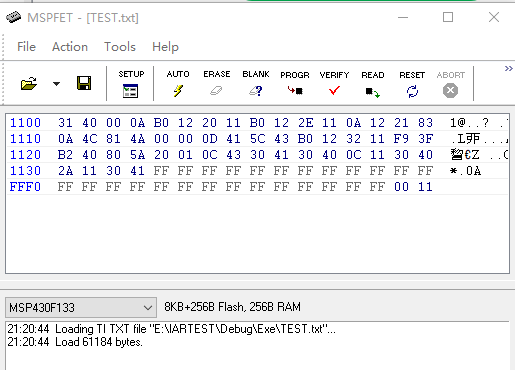 MSPFET - [TEST.txt]
File Action Tools Help
SETUP AUTO ERASE BLANK PROGR VERIFY READ RESET ABORT
1100 31 40 00 0A B0 12 20 11 B0 12 2E 11 0A 12 21 83 1@..?
1110 0A 4C 81 4A 00 00 0D 41 5C 43 B0 12 32 11 F9 3F
1120 B2 40 80 5A 20 01 0C 43 30 41 30 40 0C 11 30 40
1130 2A 11 30 41 FF FF FF FF FF FF FF FF FF FF FF FF *.0A
FFF0 FF FF FF FF FF FF FF FF FF FF FF FF FF FF 00 11
MSP430F133 8KB+256B Flash, 256B RAM
21:20:44 Loading TI TXT file "E:\IARTEST\Debug\Exe\TEST.txt"...
21:20:44 Load 61184 bytes.